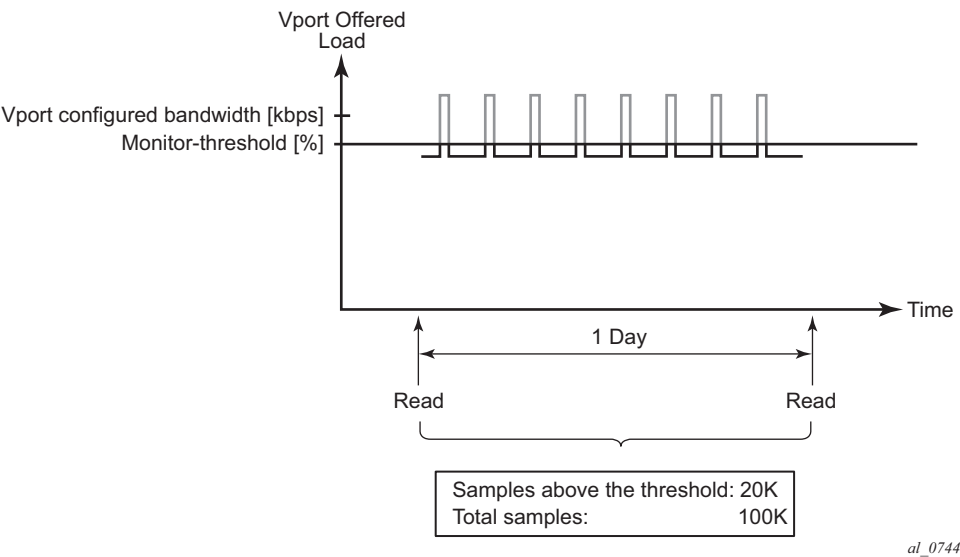 Vport Offered
Load
Vport configured bandwidth [kbps]
Monitor-threshold [%]
Time
1 Day
Read
Read
Samples above the threshold: 20K
Total samples: 100K
al_0744